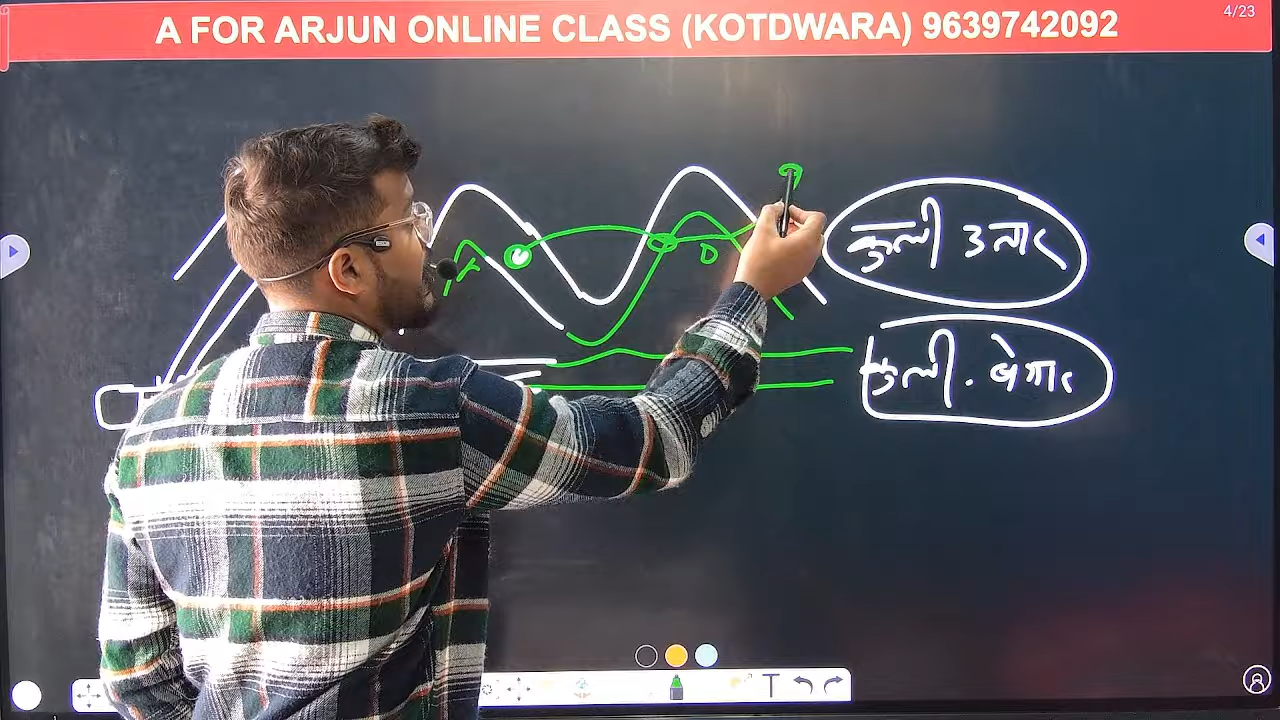 A FOR ARJUN ONLINE CLASS (KOTDWARA) 9639742092
4/23
कुली उतार
A
D
कुली. बेगार
T